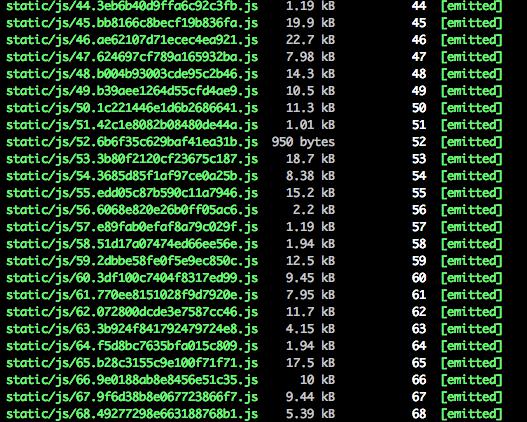 static/js/44.3eb6b40d9ffa6c92c3fb.js 1.19 kB 44 [emitted]
static/js/45.bb8166c8becf19b836fa.js 19.9 kB 45 [emitted]
static/js/46.ae62107d71ecec4ea921.js 22.7 kB 46 [emitted]
static/js/47.624697cf789a165932ba.js 7.98 kB 47 [emitted]
static/js/48.b004b93003cde95c2b46.js 14.3 kB 48 [emitted]
static/js/49.b39aee1264d55cfd4ae9.js 10.5 kB 49 [emitted]
static/js/50.1c221446e1d6b2686641.js 11.3 kB 50 [emitted]
static/js/51.42c1e8082b08480de44a.js 1.01 kB 51 [emitted]
static/js/52.6b6f35c629baf41ea31b.js 950 bytes 52 [emitted]
static/js/53.3b80f2120cf23675c187.js 18.7 kB 53 [emitted]
static/js/54.3685d85f1af97ce0a25b.js 8.38 kB 54 [emitted]
static/js/55.edd05c87b590c11a7946.js 15.2 kB 55 [emitted]
static/js/56.6068e820e26b0ff05ac6.js 2.2 kB 56 [emitted]
static/js/57.e89fab0efaf8a79c029f.js 1.19 kB 57 [emitted]
static/js/58.51d17a07474ed66ee56e.js 1.94 kB 58 [emitted]
static/js/59.2dbbe58fe0f5e9ec850c.js 12.5 kB 59 [emitted]
static/js/60.3df100c7404f8317ed99.js 9.45 kB 60 [emitted]
static/js/61.770ee8151028f9d7920e.js 7.95 kB 61 [emitted]
static/js/62.072800dcde3e7587cc46.js 11.7 kB 62 [emitted]
static/js/63.3b924f841792479724e8.js 4.15 kB 63 [emitted]
static/js/64.f5d8bc7635bfa015c809.js 1.94 kB 64 [emitted]
static/js/65.b28c3155c9e100f71f71.js 17.5 kB 65 [emitted]
static/js/66.9e0188ab8e8456e51c35.js 10 kB 66 [emitted]
static/js/67.9f6d38b8e067723866f7.js 9.44 kB 67 [emitted]
static/js/68.49277298e663188768b1.js 5.39 kB 68 [emitted]